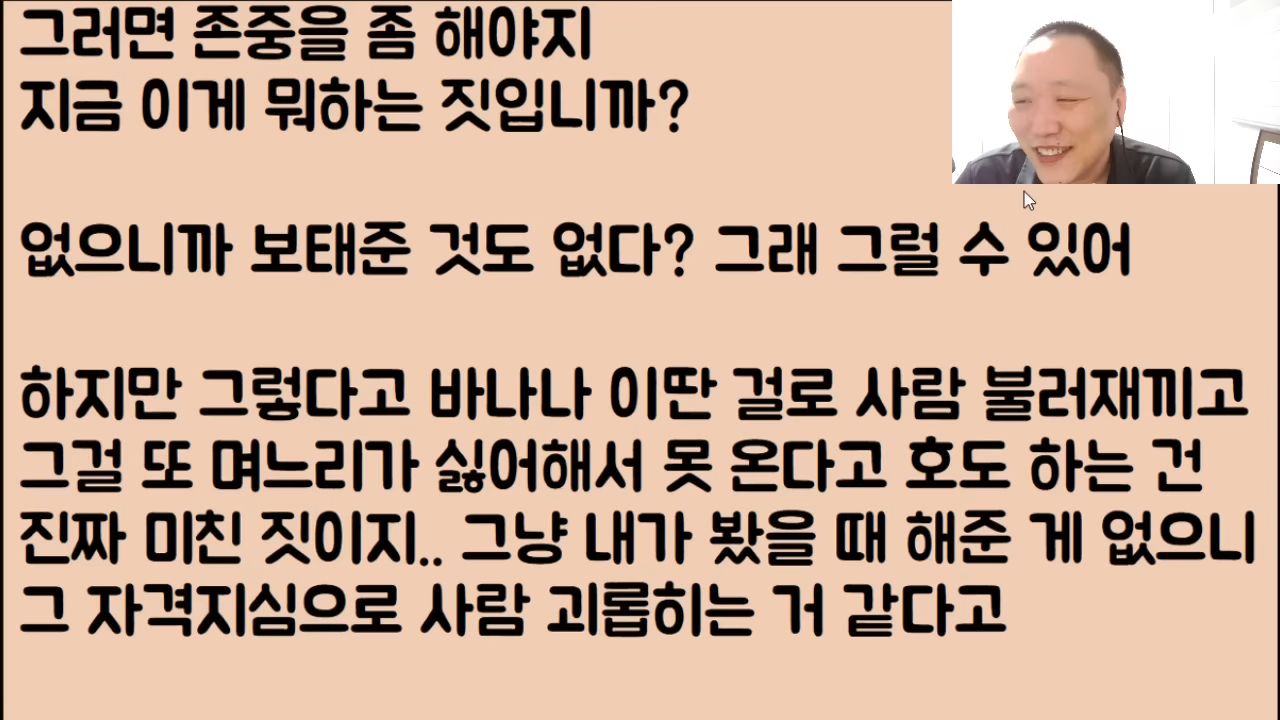 그러면 존중을 좀 해야지
지금 이게 뭐하는 짓입니까?
없으니까 보태준 것도 없다? 그래 그럴 수 있어
하지만 그렇다고 바나나 이딴 걸로 사람 불러재끼고
그걸 또 며느리가 싫어해서 못 온다고 호도 하는 건
진짜 미친 짓이지.. 그냥 내가 봤을 때 해준 게 없으니
그 자격지심으로 사람 괴롭히는 거 같다고